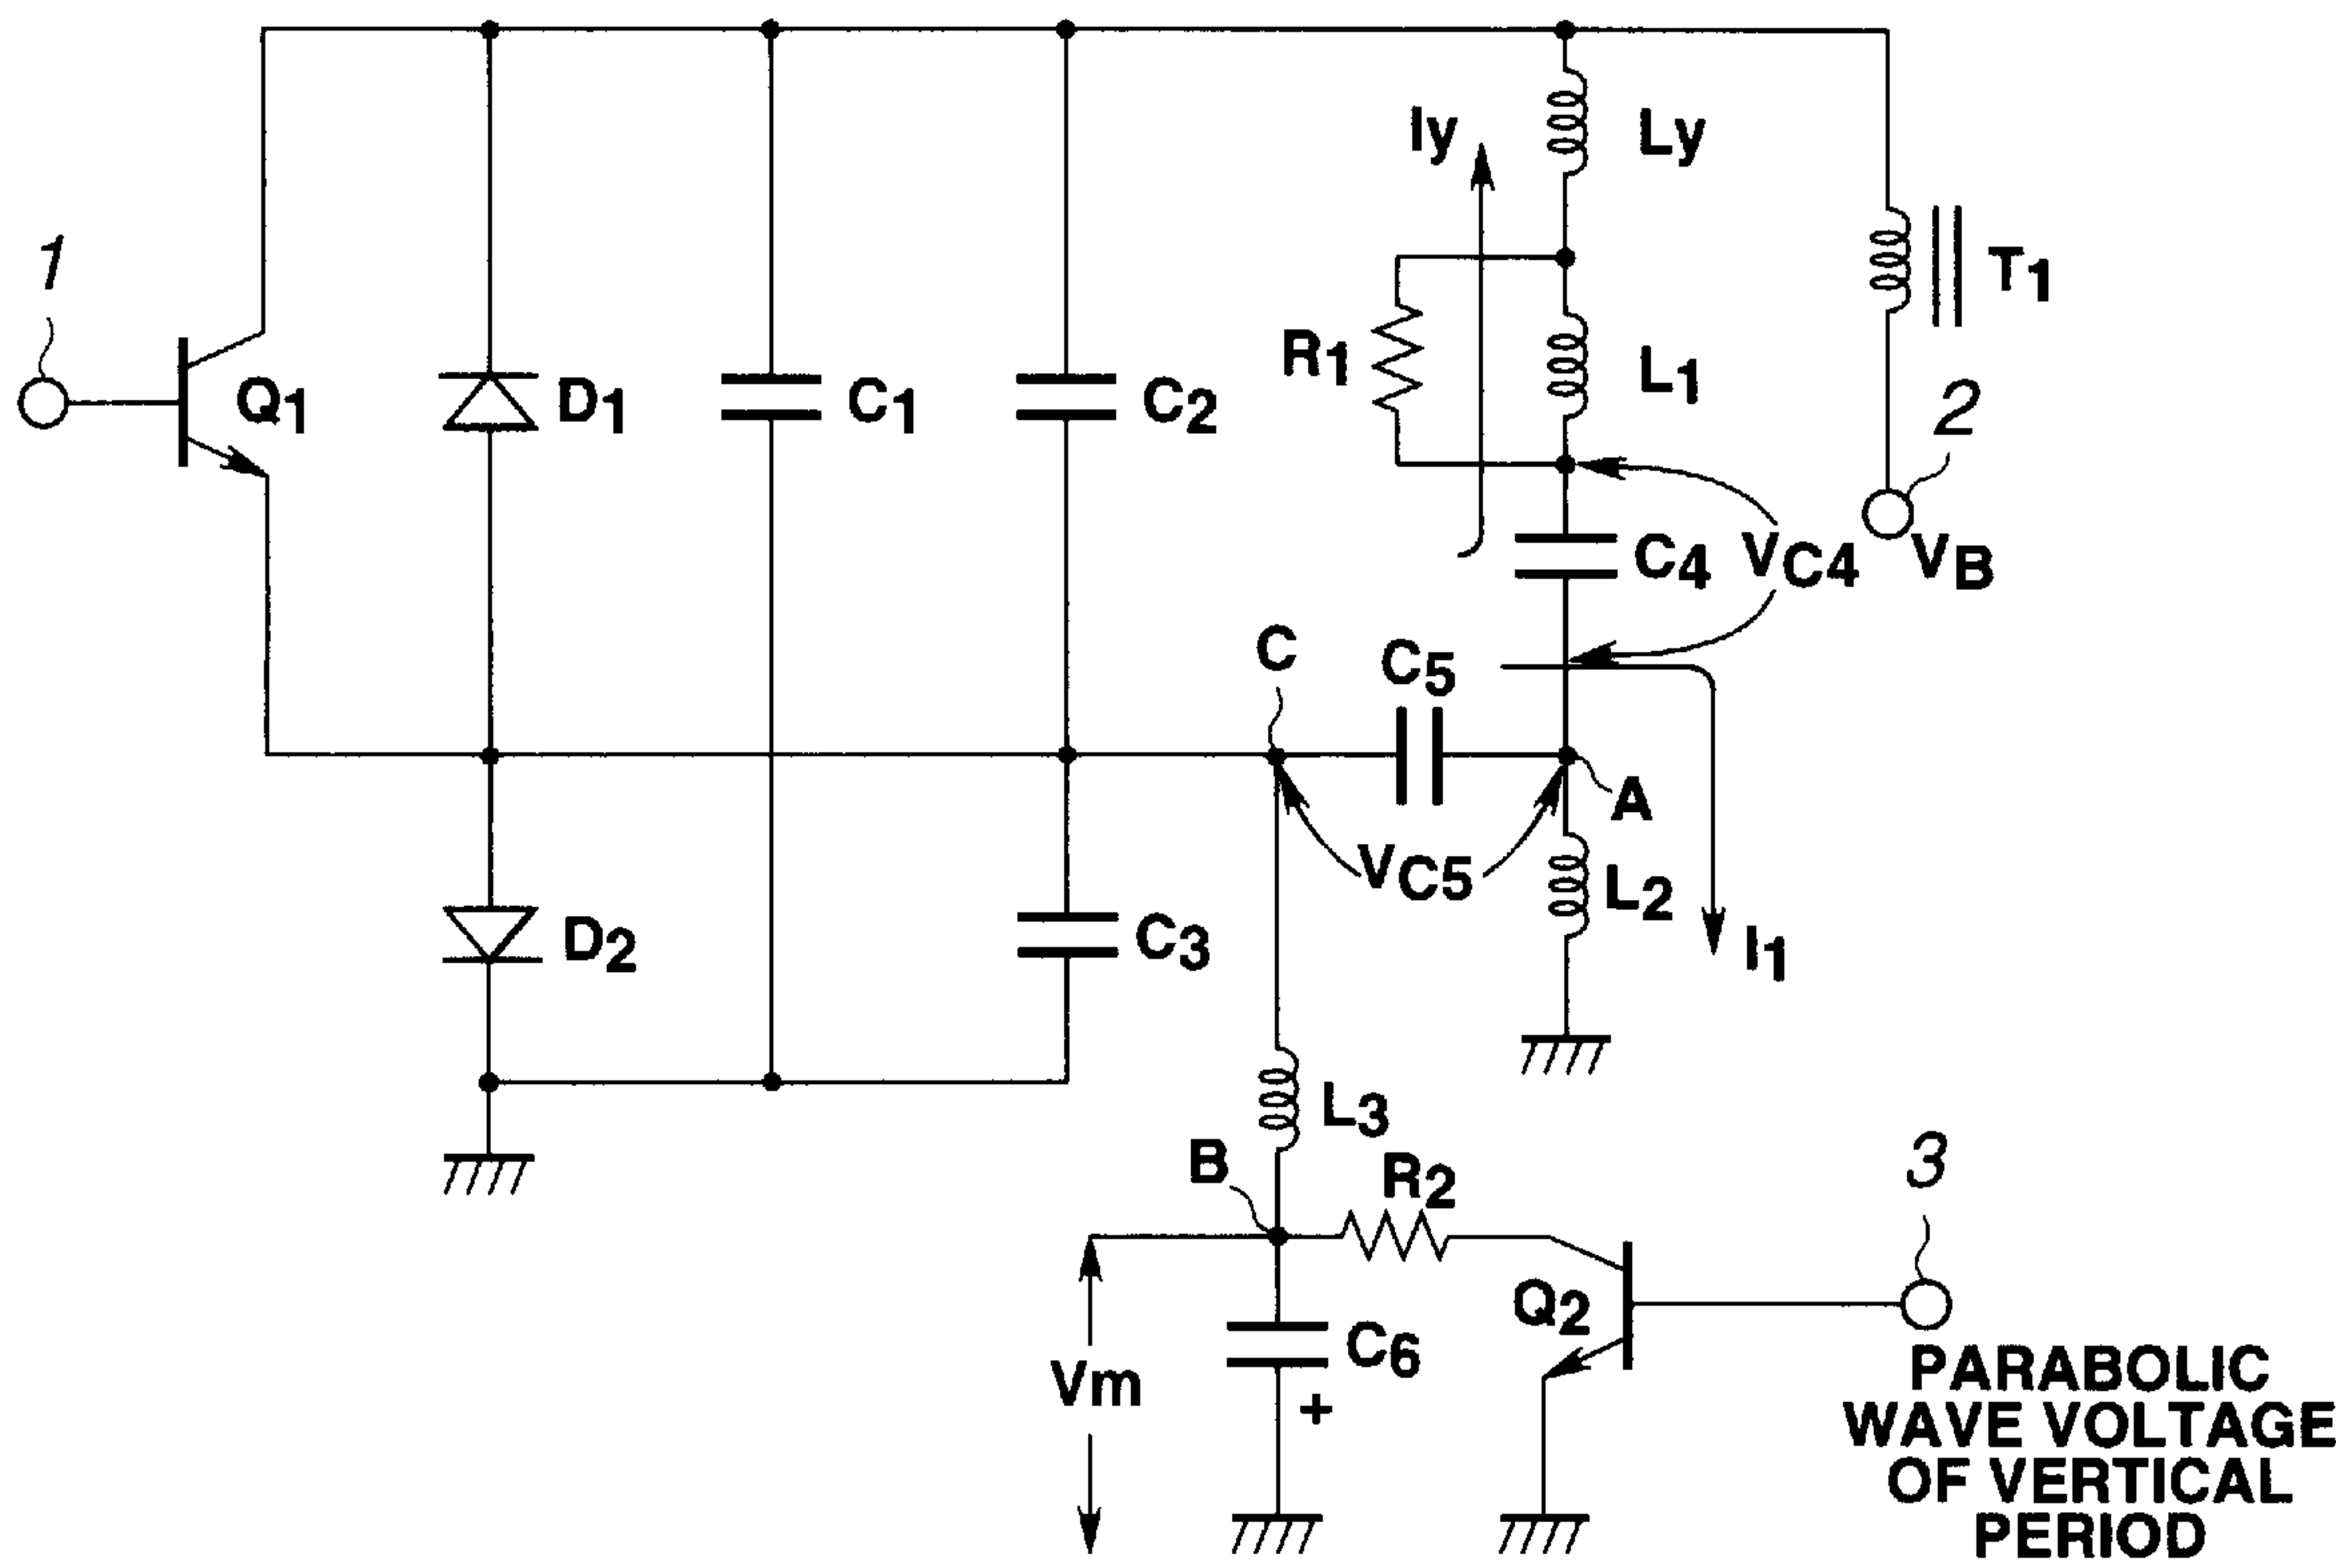 1
Q1
D1
C1
C2
Iy
Ly
R1
L1
T1
2
VB
C4
VC4
C
C5
A
VC5
L2
I1
D2
C3
L3
B
R2
3
Q2
C6
+
Vm
PARABOLIC
WAVE VOLTAGE
OF VERTICAL
PERIOD